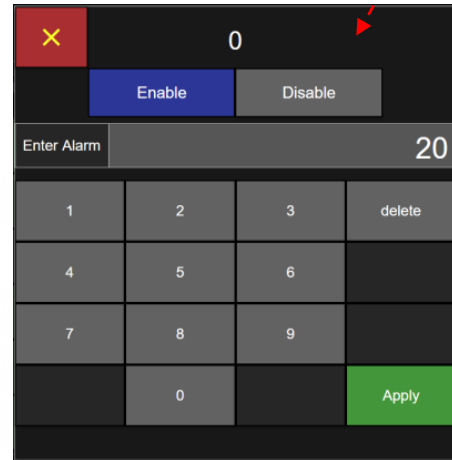 × 0
Enable Disable
Enter Alarm 20
1 2 3 delete
4 5 6
7 8 9
0 Apply